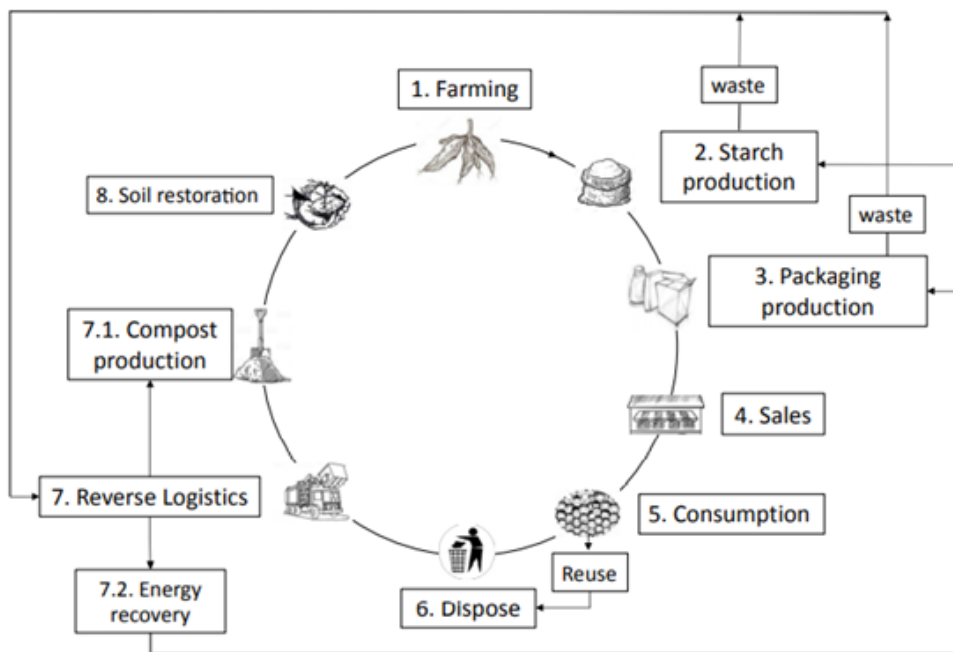 1. Farming
waste
2. Starch
production
waste
3. Packaging
production
4. Sales
5. Consumption
Reuse
6. Dispose
7. Reverse Logistics
7.1. Compost
production
7.2. Energy
recovery
8. Soil restoration